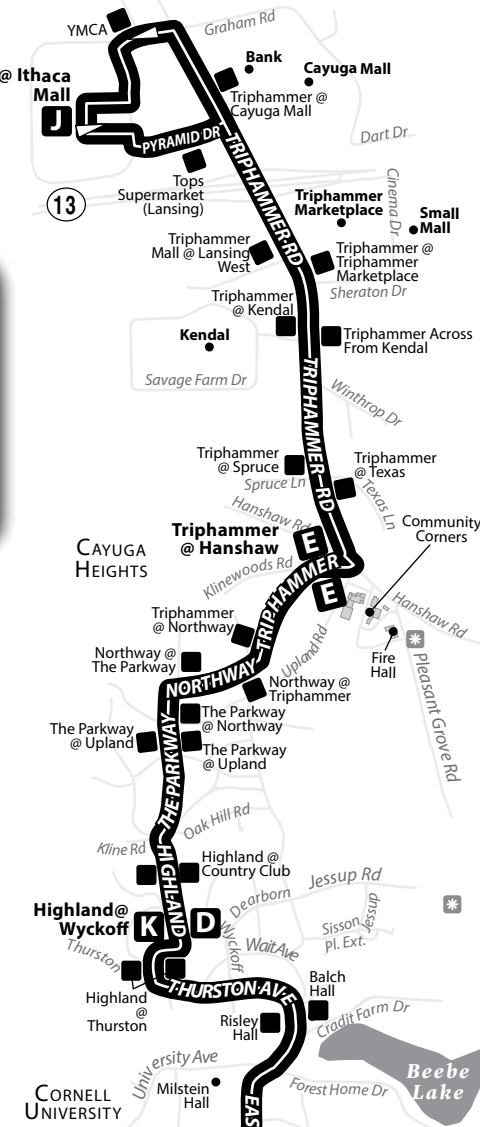 YMCA
Graham Rd
Bank
Cayuga Mall
@ Ithaca
Mall
J
Triphammer @
Cayuga Mall
PYRAMID DR
TRIPHAMMER RD
Dart Dr
Tops
Supermarket
(Lansing)
13
Cinema Dr
Triphammer
Marketplace
Small
Mall
Triphammer
Mall @ Lansing
West
Triphammer @
Triphammer
Marketplace
Sheraton Dr
Triphammer
@ Kendal
Kendal
Triphammer Across
From Kendal
Savage Farm Dr
TRIPHAMMER RD
Winthrop Dr
Triphammer
@ Spruce
Spruce Ln
Triphammer
@ Texas
Texas Ln
Hanshaw Rd
Triphammer
@ Hanshaw
E
E
Community
Corners
CAYUGA
HEIGHTS
Klinewoods Rd
TRIPHAMMER
Hanshaw Rd
Triphammer
@ Northway
Upland Rd
Fire
Hall
Pleasant Grove Rd
Northway @
The Parkway
NORTHWAY
Northway @
Triphammer
The Parkway
@ Northway
The Parkway
@ Upland
The Parkway
@ Upland
THE PARKWAY
Oak Hill Rd
Kline Rd
HIGHLAND
Highland @
Country Club
Jessup Rd
Dearborn
Jessup
Highland@
Wyckoff
K
D
Wyckoff
Sisson
Pl. Ext.
Wait Ave
Thurston
Highland
@
Thurston
THURSTON AVE
Balch
Hall
Risley
Hall
Cradit Farm Dr
University Ave
Milstein
Hall
Forest Home Dr
Beebe
Lake
CORNELL
UNIVERSITY
EAS